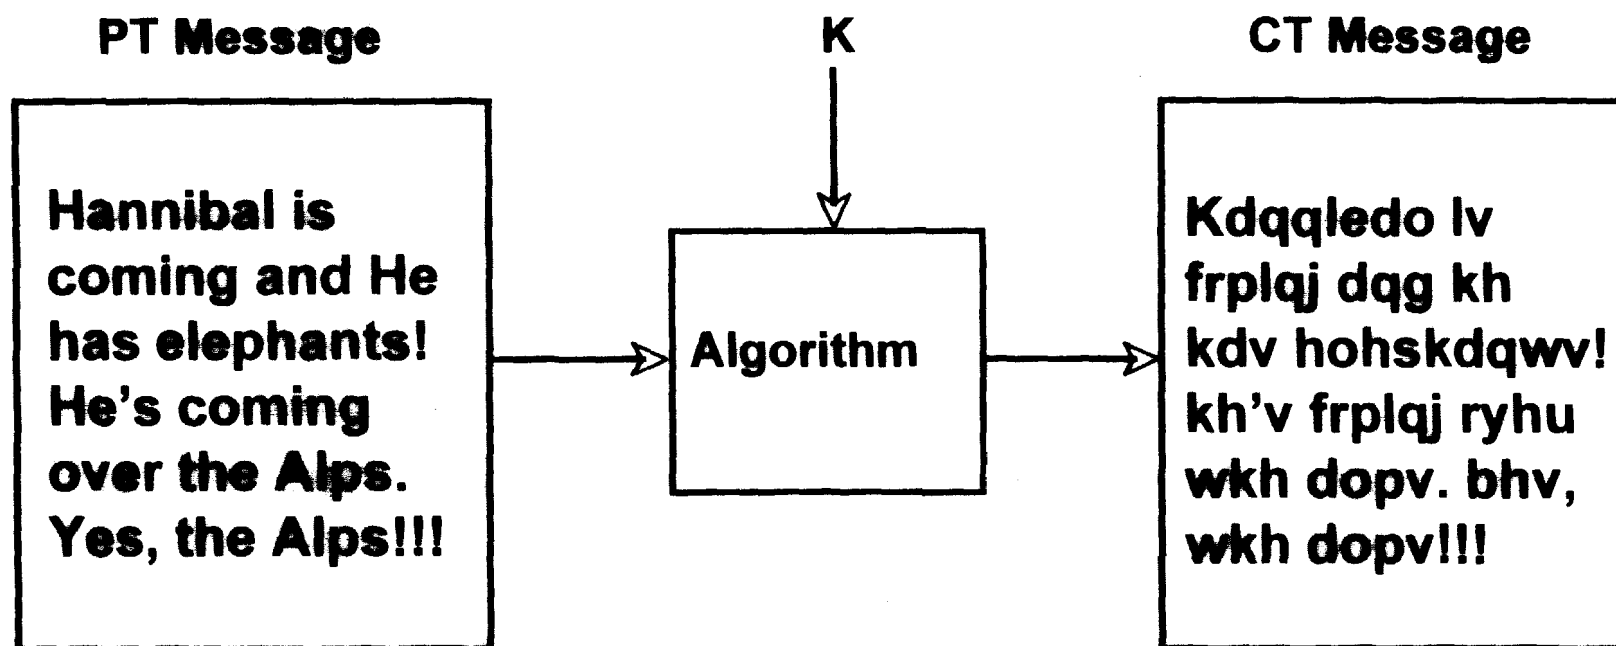 PT Message
K
CT Message
Hannibal is
coming and He
has elephants!
He’s coming
over the Alps.
Yes, the Alps!!!
Algorithm
Kdqqledo lv
frplqj dqg kh
kdv hohskdqwv!
kh’v frplqj ryhu
wkh dopv. bhv,
wkh dopv!!!